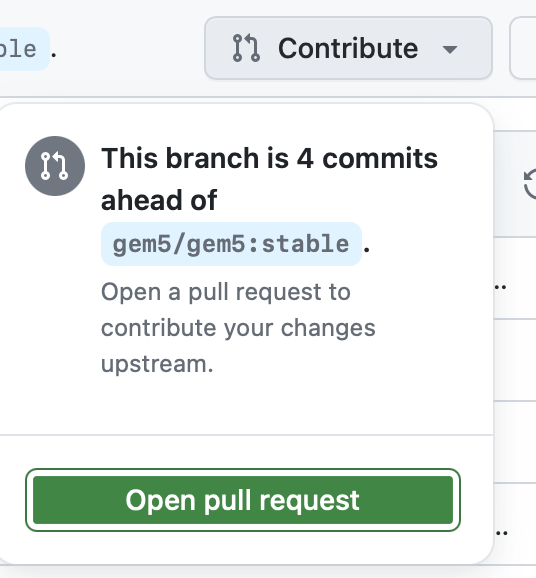 .
Contribute
This branch is 4 commits
ahead of
gem5/gem5:stable .
Open a pull request to
contribute your changes
upstream.
..
Open pull request
..